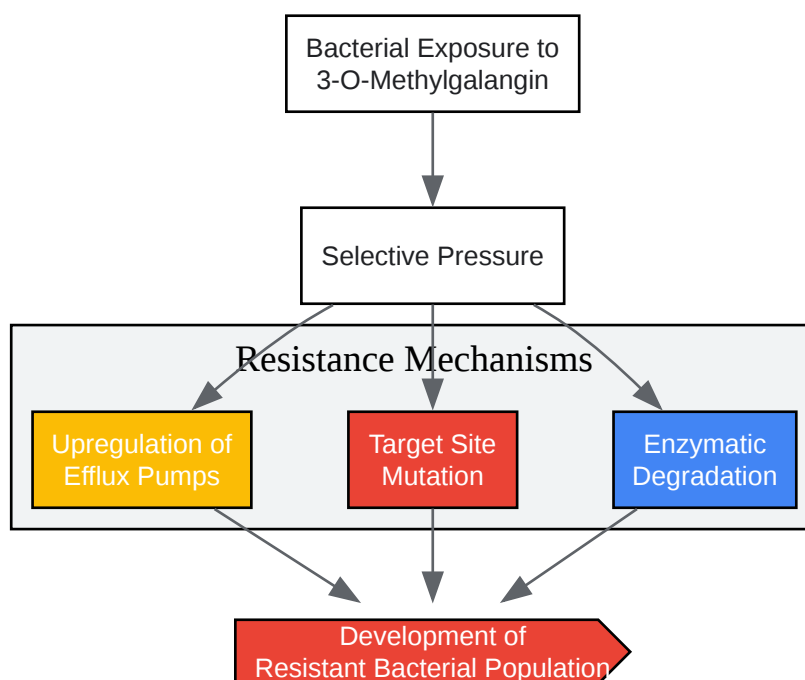 Bacterial Exposure to
3-O-Methylgalangin
Selective Pressure
Resistance Mechanisms
Upregulation of
Efflux Pumps
Target Site
Mutation
Enzymatic
Degradation
Development of
Resistant Bacterial Population